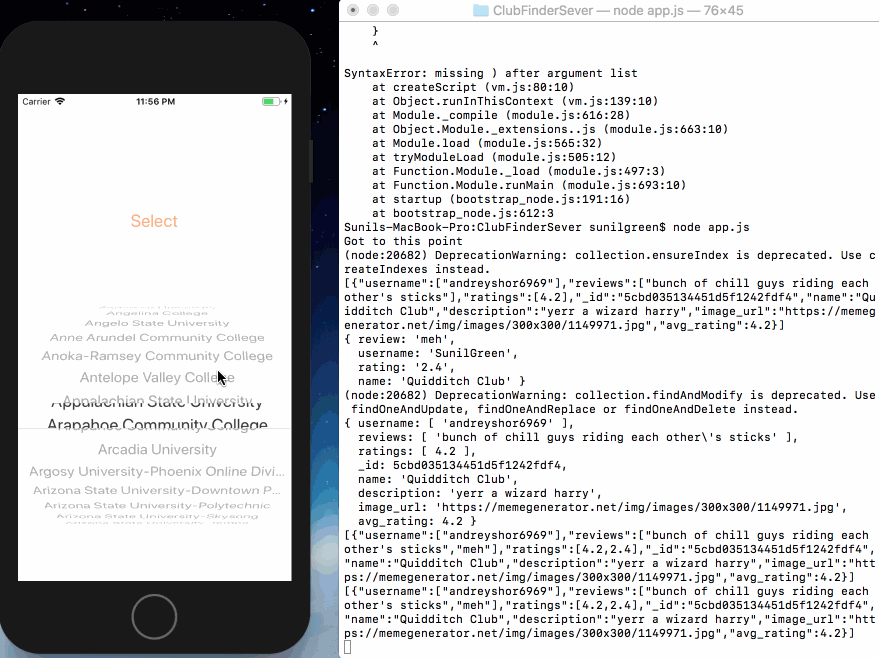 Carrier
11:56 PM
Select
Angelina College
Angelo State University
Anne Arundel Community College
Anoka-Ramsey Community College
Antelope Valley College
Appalachian State University
Arapahoe Community College
Arcadia University
Argosy University-Phoenix Online Divi...
Arizona State University-Downtown P...
Arizona State University-Polytechnic
Arizona State University-Skysong
ClubFinderSever — node app.js — 76×45
}
^
SyntaxError: missing ) after argument list
at createScript (vm.js:80:10)
at Object.runInThisContext (vm.js:139:10)
at Module._compile (module.js:616:28)
at Object.Module._extensions..js (module.js:663:10)
at Module.load (module.js:565:32)
at tryModuleLoad (module.js:505:12)
at Function.Module._load (module.js:497:3)
at Function.Module.runMain (module.js:693:10)
at startup (bootstrap_node.js:191:16)
at bootstrap_node.js:612:3
Sunils-MacBook-Pro:ClubFinderSever sunilgreen$ node app.js
Got to this point
(node:20682) DeprecationWarning: collection.ensureIndex is deprecated. Use c
reateIndexes instead.
[{"username":["andreyshor6969"],"reviews":["bunch of chill guys riding each
other's sticks"],"ratings":[4.2],"_id":"5cbd035134451d5f1242fdf4","name":"Qu
idditch Club","description":"yerr a wizard harry","image_url":"https://memeg
enerator.net/img/images/300x300/1149971.jpg","avg_rating":4.2}]
{ review: 'meh',
username: 'SunilGreen',
rating: '2.4',
name: 'Quidditch Club' }
(node:20682) DeprecationWarning: collection.findAndModify is deprecated. Use
findOneAndUpdate, findOneAndReplace or findOneAndDelete instead.
{ username: [ 'andreyshor6969' ],
reviews: [ 'bunch of chill guys riding each other\'s sticks' ],
ratings: [ 4.2 ],
_id: 5cbd035134451d5f1242fdf4,
name: 'Quidditch Club',
description: 'yerr a wizard harry',
image_url: 'https://memegenerator.net/img/images/300x300/1149971.jpg',
avg_rating: 4.2 }
[{"username":["andreyshor6969"],"reviews":["bunch of chill guys riding each
other's sticks","meh"],"ratings":[4.2,2.4],"_id":"5cbd035134451d5f1242fdf4",
"name":"Quidditch Club","description":"yerr a wizard harry","image_url":"htt
ps://memegenerator.net/img/images/300x300/1149971.jpg","avg_rating":4.2}]
[{"username":["andreyshor6969"],"reviews":["bunch of chill guys riding each
other's sticks","meh"],"ratings":[4.2,2.4],"_id":"5cbd035134451d5f1242fdf4",
"name":"Quidditch Club","description":"yerr a wizard harry","image_url":"htt
ps://memegenerator.net/img/images/300x300/1149971.jpg","avg_rating":4.2}]